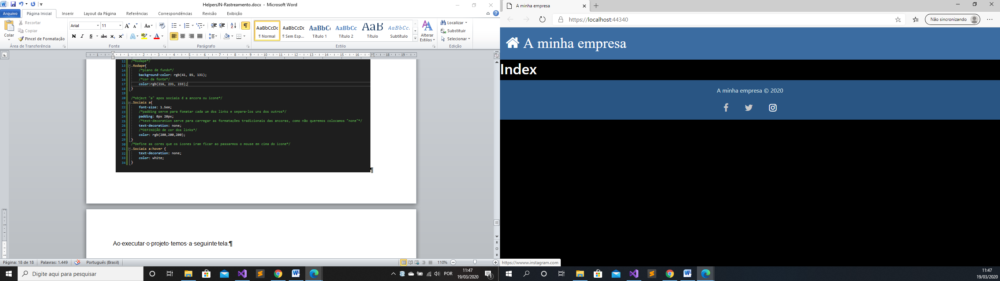 HelpersJN-Rastreamento.docx - Microsoft Word
Arquivo Página Inicial Inserir Layout da Página Referências Correspondências Revisão Exibição
Colar
Recortar
Copiar
Pincel de Formatação
Área de Transferência
Arial 11
Fonte
Parágrafo
AaBbCcDc AaBbCcDc AaBbC AaBbCc AaB AaBbCc.
¶ Normal ¶ Sem Esp... Título 1 Título 2 Título Subtítulo
Estilo
Alterar
Estilos
Localizar
Substituir
Selecionar
Edição
12 /*Rodape*/
13 .Rodape{
14 /*plano de fundo*/
15 background-color: rgb(41, 85, 131);
16 /*cor da fonte*/
17 color:rgb(216, 231, 233);
18 }
19
20 /*object "a" apos sociais é a ancora ou icone*/
21 .Sociais a{
22 font-size: 1.5em;
23 /*padding serve para fomatar cada um dos links e separa-los uns dos outros*/
24 padding: 0px 20px;
25 /*text-decoration serve para carregar as formatações tradicionais das ancoras, como não queremos colocamos "none"*/
26 text-decoration: none;
27 /*DEFINIÇÃO de cor dos links*/
28 color: rgb(200,200,200);
29 }
30 /*Define as cores que os icones iram ficar ao passarmos o mouse em cima do icone*/
31 .Sociais a:hover {
32 text-decoration: none;
33 color: white;
34 }
¶
Ao executar o projeto temos a seguinte tela:¶
Página: 18 de 18 Palavras: 1.449 Português (Brasil) 110%
Digite aqui para pesquisar
POR
11:47
19/03/2020
1
A minha empresa
https://localhost:44340
Não sincronizando
A minha empresa
Index
A minha empresa © 2020
https://wwww.instagram.com
11:47
19/03/2020